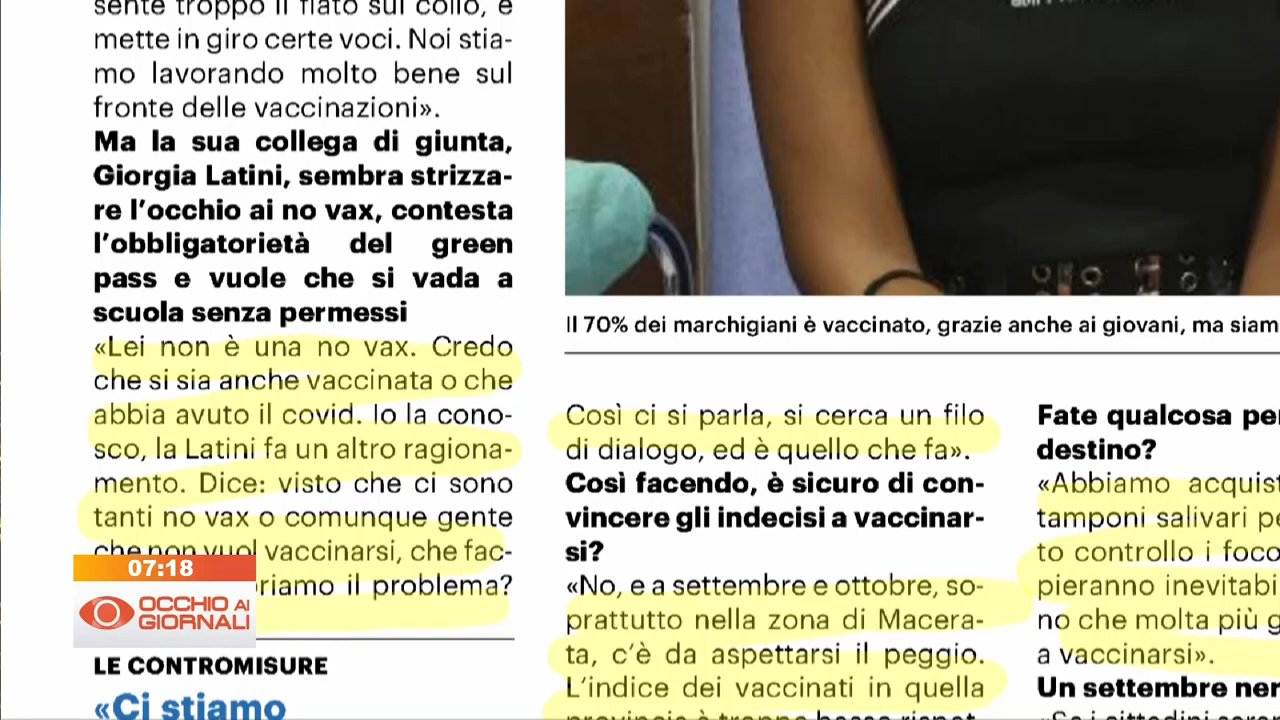 sente troppo il fiato sul collo, e
mette in giro certe voci. Noi stia-
mo lavorando molto bene sul
fronte delle vaccinazioni».
Ma la sua collega di giunta,
Giorgia Latini, sembra strizza-
re l'occhio ai no vax, contesta
l'obbligatorietà del green
pass e vuole che si vada a
scuola senza permessi
«Lei non è una no vax. Credo
che si sia anche vaccinata o che
abbia avuto il covid. Io la cono-
sco, la Latini fa un altro ragiona-
mento. Dice: visto che ci sono
tanti no vax o comunque gente
che non vuol vaccinarsi, che fac-
riamo il problema?
07:18
OCCHIO AI
GIORNALI
LE CONTROMISURE
«Ci stiamo
Il 70% dei marchigiani è vaccinato, grazie anche ai giovani, ma siam
Così ci si parla, si cerca un filo
di dialogo, ed è quello che fa».
Così facendo, è sicuro di con-
vincere gli indecisi a vaccinar-
si?
«No, e a settembre e ottobre, so-
prattutto nella zona di Macera-
ta, c'è da aspettarsi il peggio.
L'indice dei vaccinati in quella
provincia è troppo basso rispet-
Fate qualcosa pe
destino?
«Abbiamo acquist
tamponi salivari pe
to controllo i foco
pieranno inevitabi
no che molta più g
a vaccinarsi».
Un settembre ner
«Se i cittadini